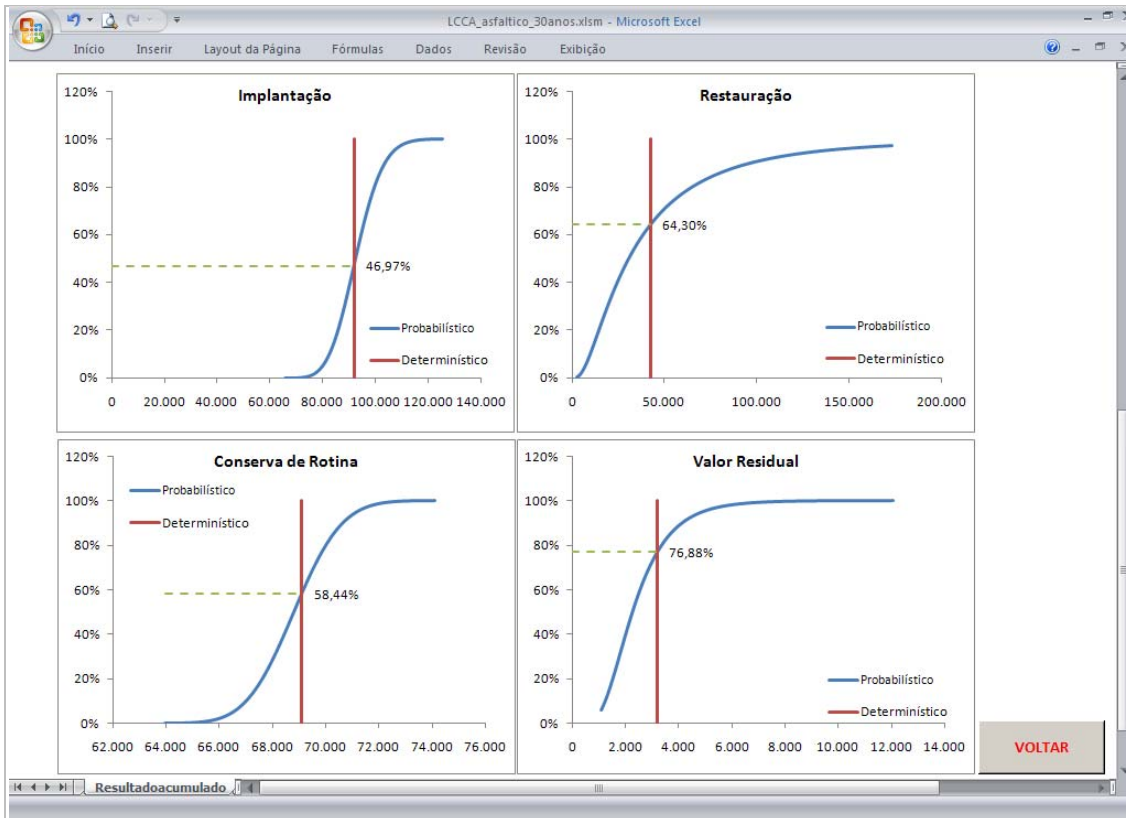 LCCA_asfaltico_30anos.xlsm - Microsoft Excel
Início Inserir Layout da Página Fórmulas Dados Revisão Exibição
Implantação
120%
100%
80%
60%
40%
20%
0%
46,97%
Probabilístico
Determinístico
0 20.000 40.000 60.000 80.000 100.000 120.000 140.000
Restauração
120%
100%
80%
60%
40%
20%
0%
64,30%
Probabilístico
Determinístico
0 50.000 100.000 150.000 200.000
Conserva de Rotina
120%
100%
80%
60%
40%
20%
0%
Probabilístico
Determinístico
58,44%
62.000 64.000 66.000 68.000 70.000 72.000 74.000 76.000
Valor Residual
120%
100%
80%
60%
40%
20%
0%
76,88%
Probabilístico
Determinístico
0 2.000 4.000 6.000 8.000 10.000 12.000 14.000
VOLTAR
Resultadoacumulado